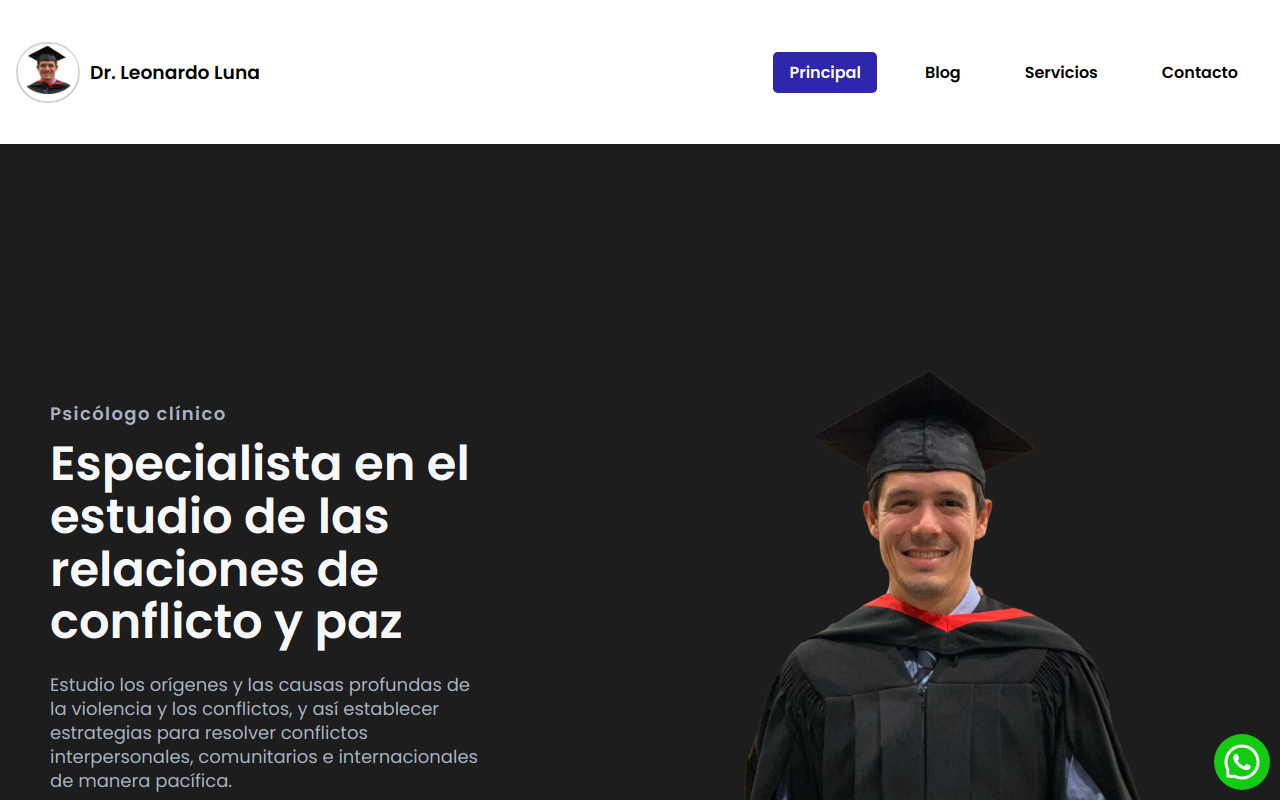 Dr. Leonardo Luna
Principal
Blog
Servicios
Contacto
Psicólogo clínico
Especialista en el
estudio de las
relaciones de
conflicto y paz
Estudio los orígenes y las causas profundas de
la violencia y los conflictos, y así establecer
estrategias para resolver conflictos
interpersonales, comunitarios e internacionales
de manera pacífica.